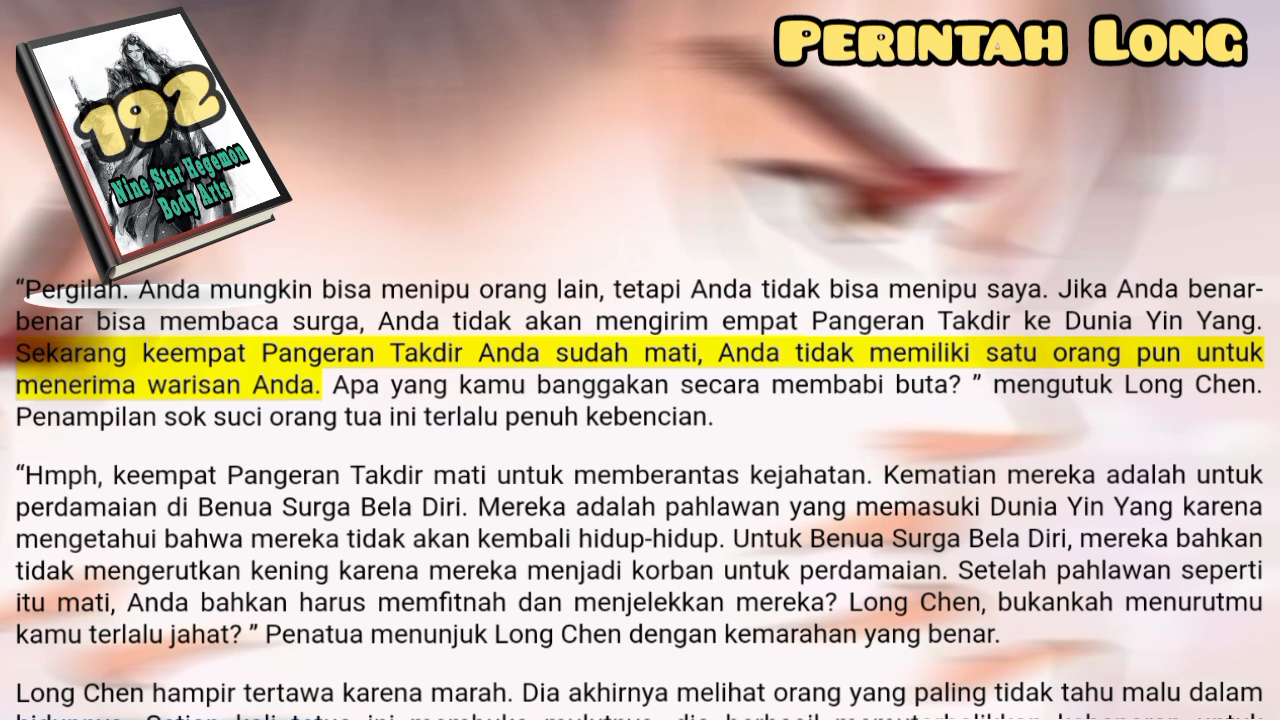 PERINTAH LONG
192
Nine Star Hegemon
Body Arts
“Pergilah. Anda mungkin bisa menipu orang lain, tetapi Anda tidak bisa menipu saya. Jika Anda benar-
benar bisa membaca surga, Anda tidak akan mengirim empat Pangeran Takdir ke Dunia Yin Yang.
Sekarang keempat Pangeran Takdir Anda sudah mati, Anda tidak memiliki satu orang pun untuk
menerima warisan Anda. Apa yang kamu banggakan secara membabi buta? ” mengutuk Long Chen.
Penampilan sok suci orang tua ini terlalu penuh kebencian.
“Hmph, keempat Pangeran Takdir mati untuk memberantas kejahatan. Kematian mereka adalah untuk
perdamaian di Benua Surga Bela Diri. Mereka adalah pahlawan yang memasuki Dunia Yin Yang karena
mengetahui bahwa mereka tidak akan kembali hidup-hidup. Untuk Benua Surga Bela Diri, mereka bahkan
tidak mengerutkan kening karena mereka menjadi korban untuk perdamaian. Setelah pahlawan seperti
itu mati, Anda bahkan harus memfitnah dan menjelekkan mereka? Long Chen, bukankah menurutmu
kamu terlalu jahat? ” Penatua menunjuk Long Chen dengan kemarahan yang benar.
Long Chen hampir tertawa karena marah. Dia akhirnya melihat orang yang paling tidak tahu malu dalam